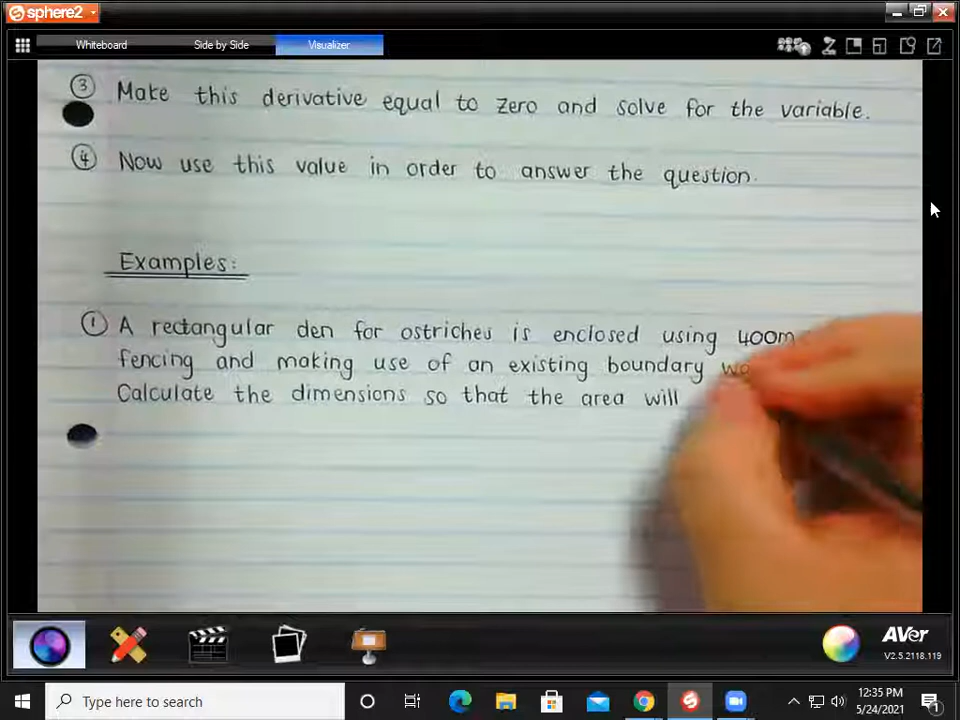 sphere2
Whiteboard Side by Side Visualizer
③ Make this derivative equal to zero and solve for the variable.
④ Now use this value in order to answer the question.
Examples:
① A rectangular den for ostriches is enclosed using 400m
fencing and making use of an existing boundary
Calculate the dimensions so that the area will
AVer
V2.5.2118.119
Type here to search
12:35 PM
5/24/2021
1